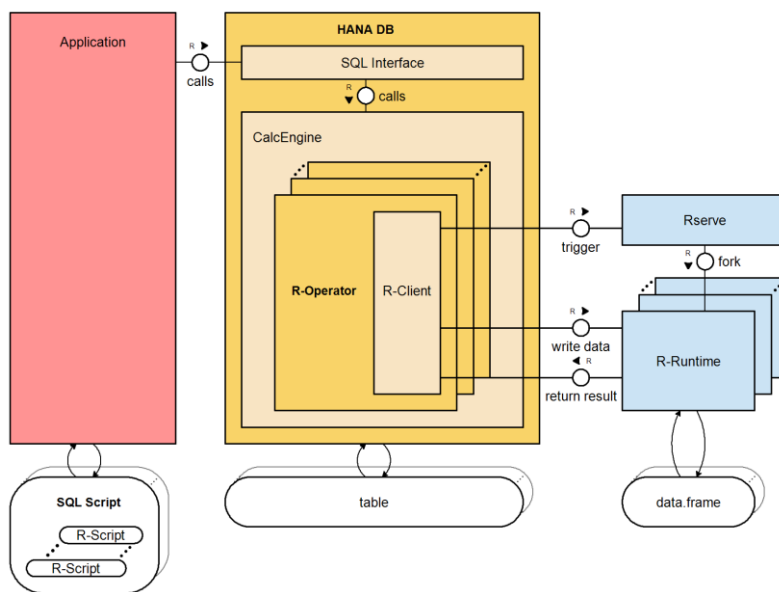 Application
HANA DB
SQL Interface
R
calls
R
calls
CalcEngine
R-Operator
R-Client
R
trigger
Rserve
R
fork
R
write data
R
return result
R-Runtime
SQL Script
R-Script
R-Script
table
data.frame